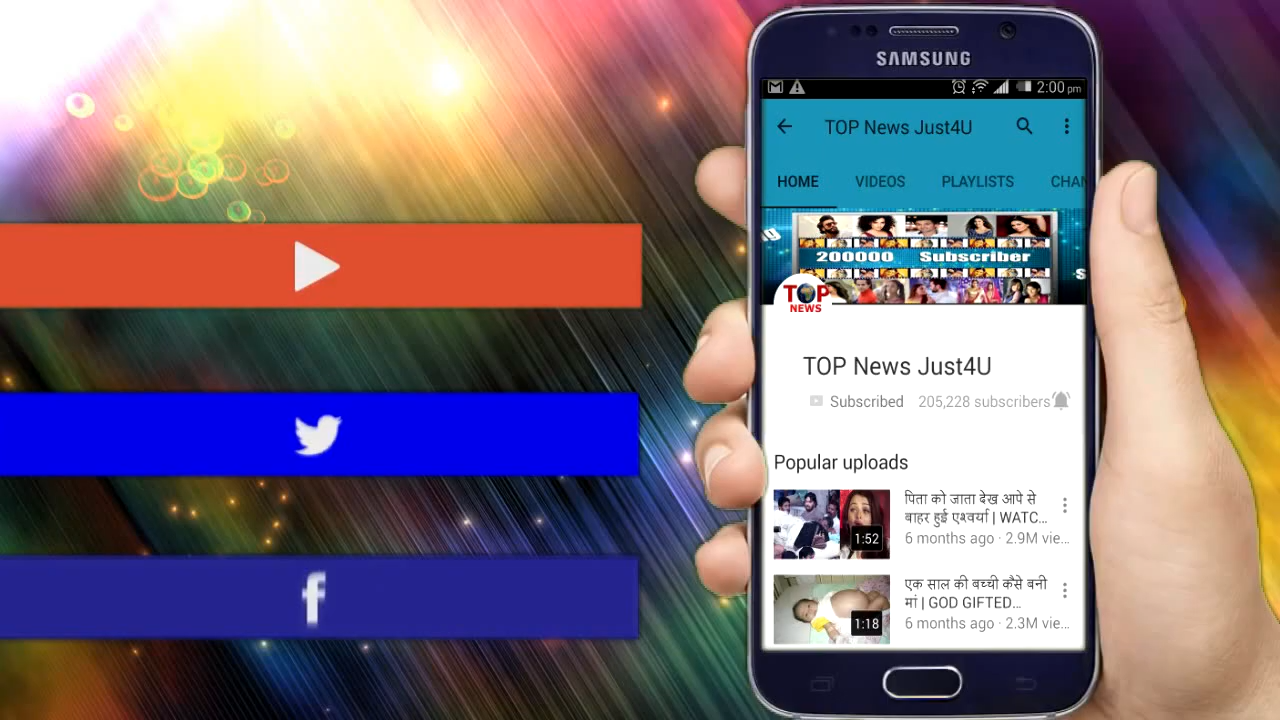 SAMSUNG
2:00 pm
TOP News Just4U
HOME VIDEOS PLAYLISTS CHAN
200000 Subscriber
TOP
NEWS
TOP News Just4U
Subscribed 205,228 subscribers
Popular uploads
पिता को जाता देख आपे से
बाहर हुई एश्वर्या | WATC...
6 months ago · 2.9M vie...
1:52
एक साल की बच्ची कैसे बनी
मां | GOD GIFTED...
6 months ago · 2.3M vie...
1:18